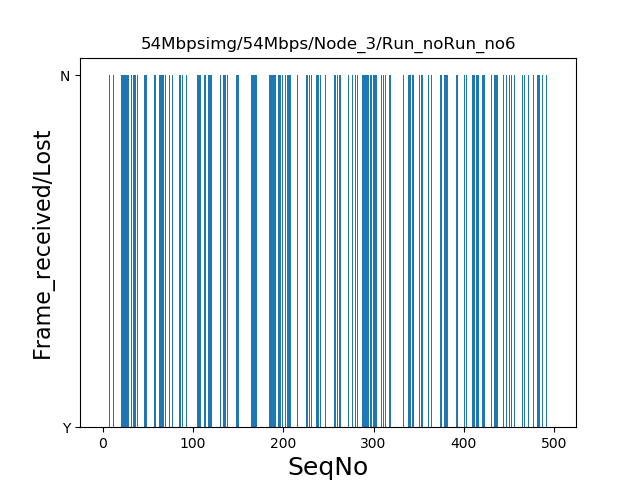 54Mbpsimg/54Mbps/Node_3/Run_noRun_no6
N
Frame_received/Lost
Y
0 100 200 300 400 500
SeqNo